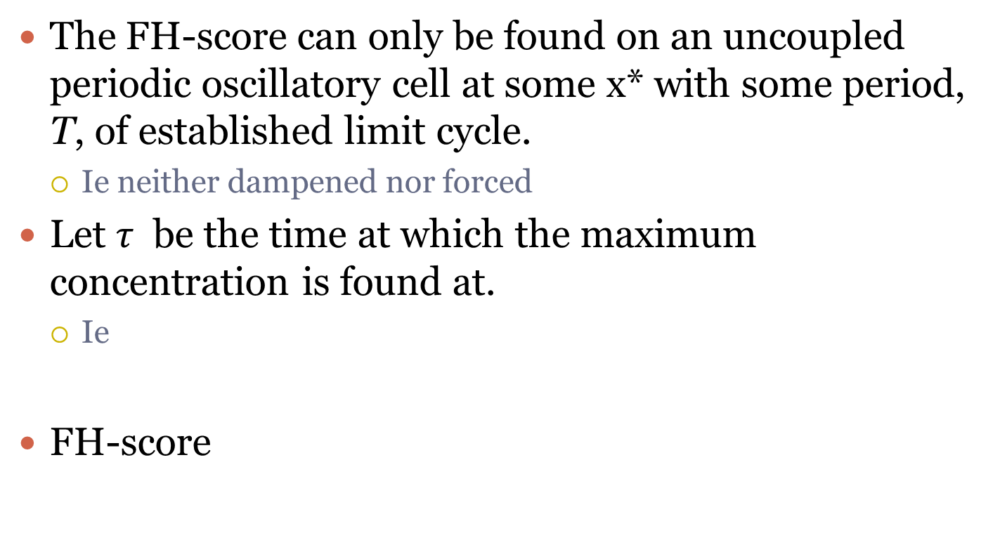 • The FH-score can only be found on an uncoupled
periodic oscillatory cell at some x* with some period,
T, of established limit cycle.
○ Ie neither dampened nor forced
• Let τ be the time at which the maximum
concentration is found at.
○ Ie
• FH-score